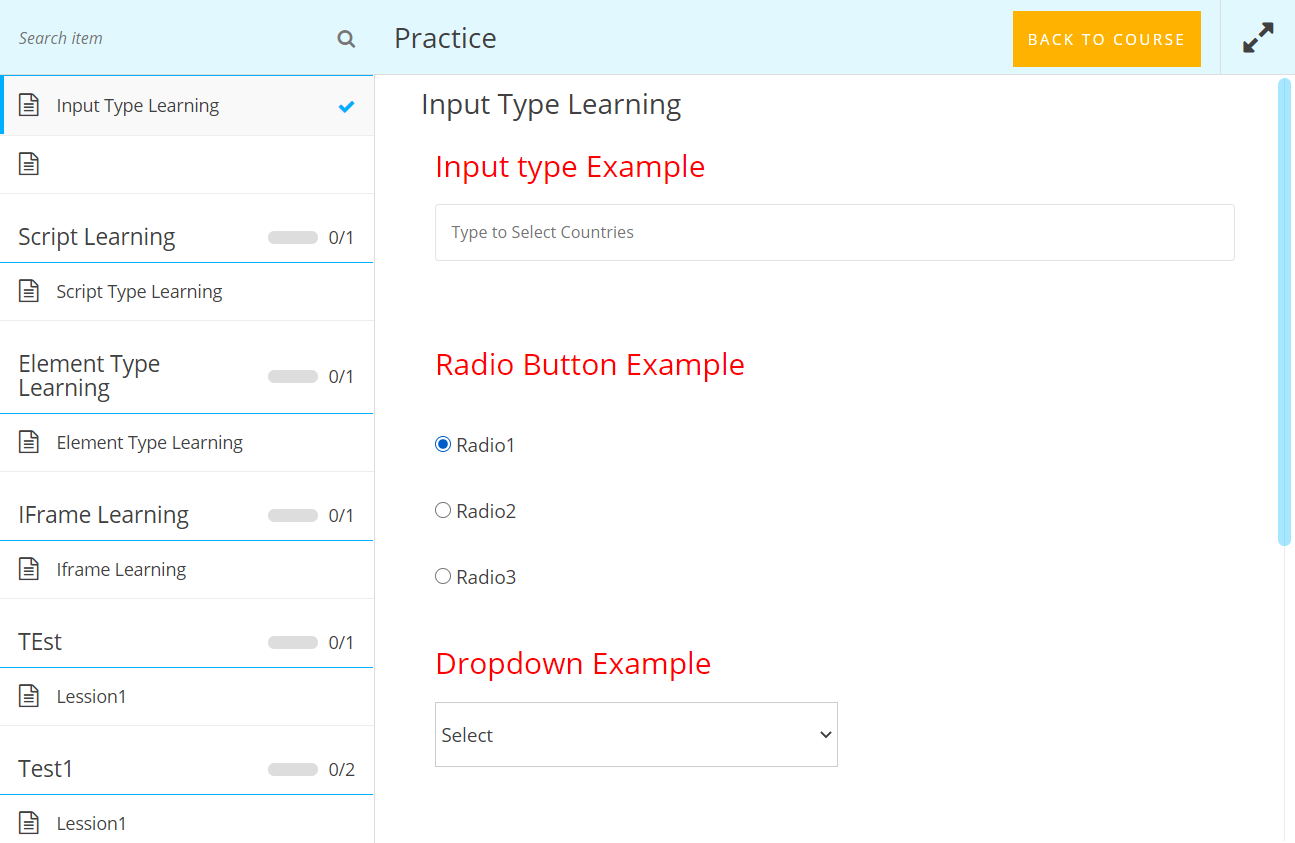 Search item
Practice
BACK TO COURSE
Input Type Learning
Script Learning 0/1
Script Type Learning
Element Type
Learning 0/1
Element Type Learning
IFrame Learning 0/1
Iframe Learning
TEst 0/1
Lession1
Test1 0/2
Lession1
Input Type Learning
Input type Example
Type to Select Countries
Radio Button Example
Radio1
Radio2
Radio3
Dropdown Example
Select